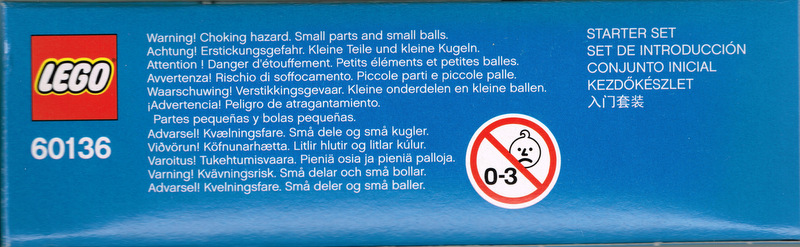 LEGO
60136
Warning! Choking hazard. Small parts and small balls.
Achtung! Erstickungsgefahr. Kleine Teile und kleine Kugeln.
Attention ! Danger d'étouffement. Petits éléments et petites balles.
Avvertenza! Rischio di soffocamento. Piccole parti e piccole palle.
Waarschuwing! Verstikkingsgevaar. Kleine onderdelen en kleine ballen.
¡Advertencia! Peligro de atragantamiento.
Partes pequeñas y bolas pequeñas.
Advarsel! Kvælningsfare. Små dele og små kugler.
Viðvörun! Köfnunarhætta. Litlir hlutir og litlar kúlur.
Varoitus! Tukehtumisvaara. Pieniä osia ja pieniä palloja.
Varning! Kvävningsrisk. Små delar och små bollar.
Advarsel! Kvelningsfare. Små deler og små baller.
0-3
STARTER SET
SET DE INTRODUCCIÓN
CONJUNTO INICIAL
KEZDŐKÉSZLET
入门套装